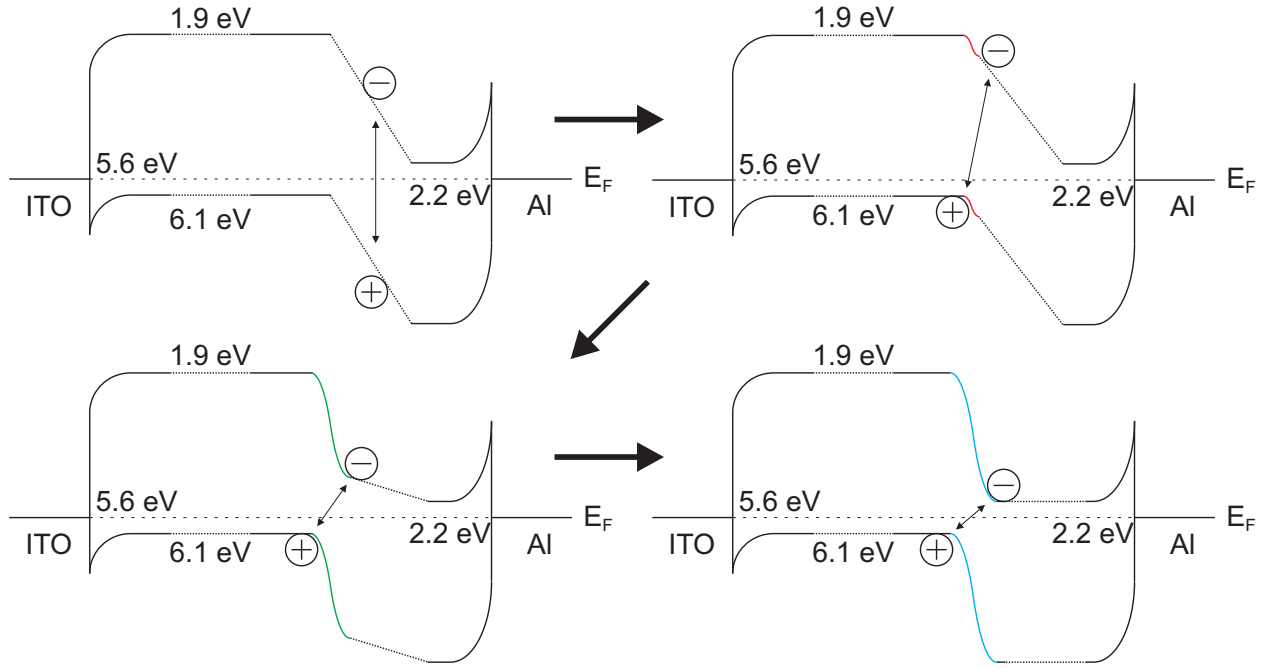 1.9 eV
−
5.6 eV
ITO
6.1 eV
+
2.2 eV
Al
E_F
1.9 eV
−
5.6 eV
ITO
6.1 eV
+
2.2 eV
Al
E_F
1.9 eV
−
5.6 eV
ITO
6.1 eV
+
2.2 eV
Al
E_F
1.9 eV
−
5.6 eV
ITO
6.1 eV
+
2.2 eV
Al
E_F